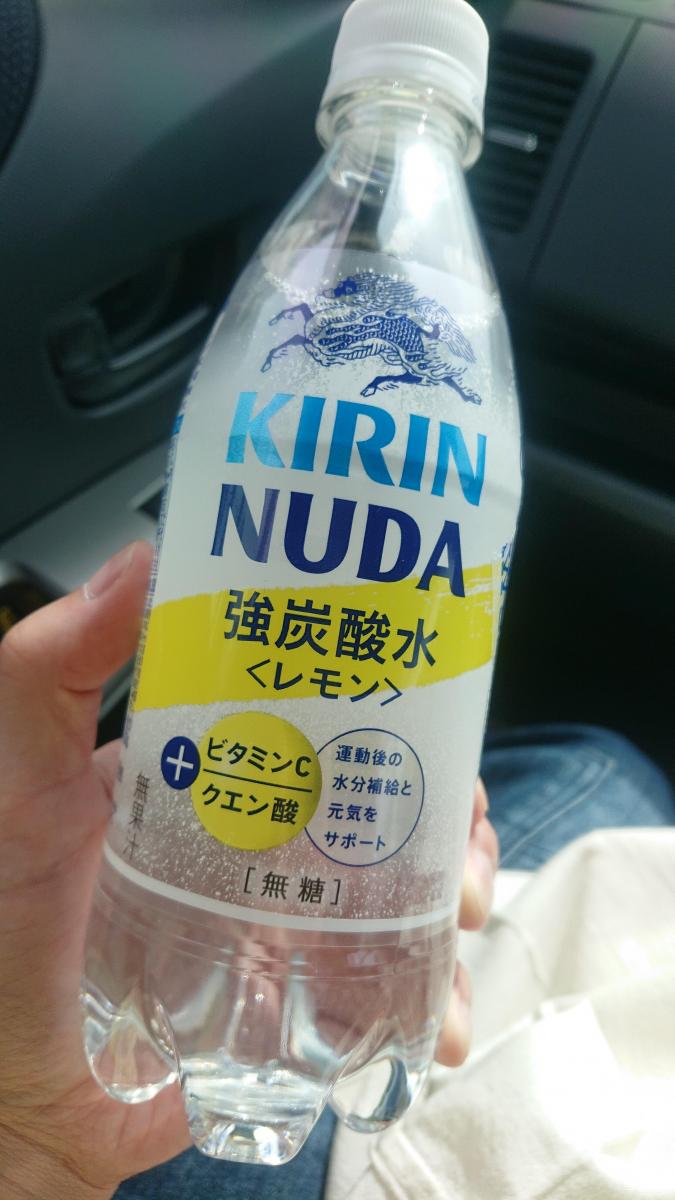 KIRIN
NUDA
強炭酸水
<レモン>
+
ビタミンC
クエン酸
運動後の
水分補給と
元気を
サポート
無果汁
[無糖]